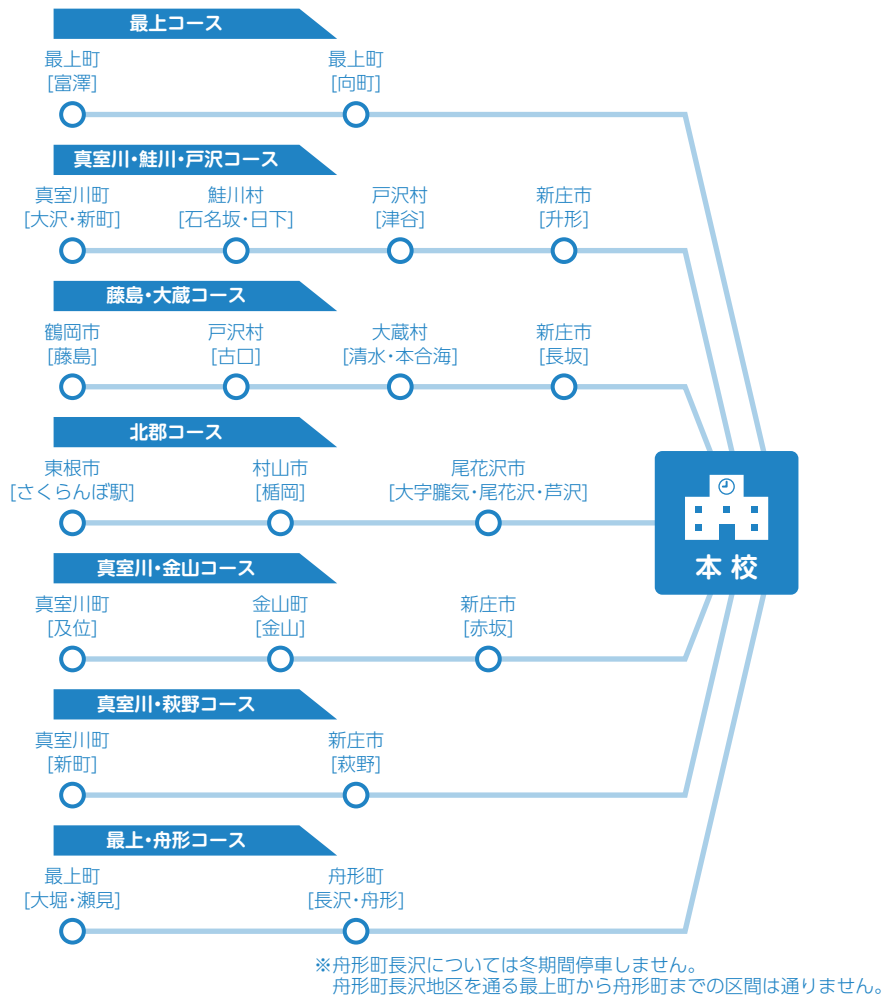 最上コース
最上町 最上町
[富澤] [向町]
真室川・鮭川・戸沢コース
真室川町 鮭川村 戸沢村 新庄市
[大沢・新町] [石名坂・日下] [津谷] [升形]
藤島・大蔵コース
鶴岡市 戸沢村 大蔵村 新庄市
[藤島] [古口] [清水・本合海] [長坂]
北郡コース
東根市 村山市 尾花沢市
[さくらんぼ駅] [楯岡] [大字朧気・尾花沢・芦沢]
本校
真室川・金山コース
真室川町 金山町 新庄市
[及位] [金山] [赤坂]
真室川・萩野コース
真室川町 新庄市
[新町] [萩野]
最上・舟形コース
最上町 舟形町
[大堀・瀬見] [長沢・舟形]
※舟形町長沢については冬期間停車しません。
舟形町長沢地区を通る最上町から舟形町までの区間は通りません。